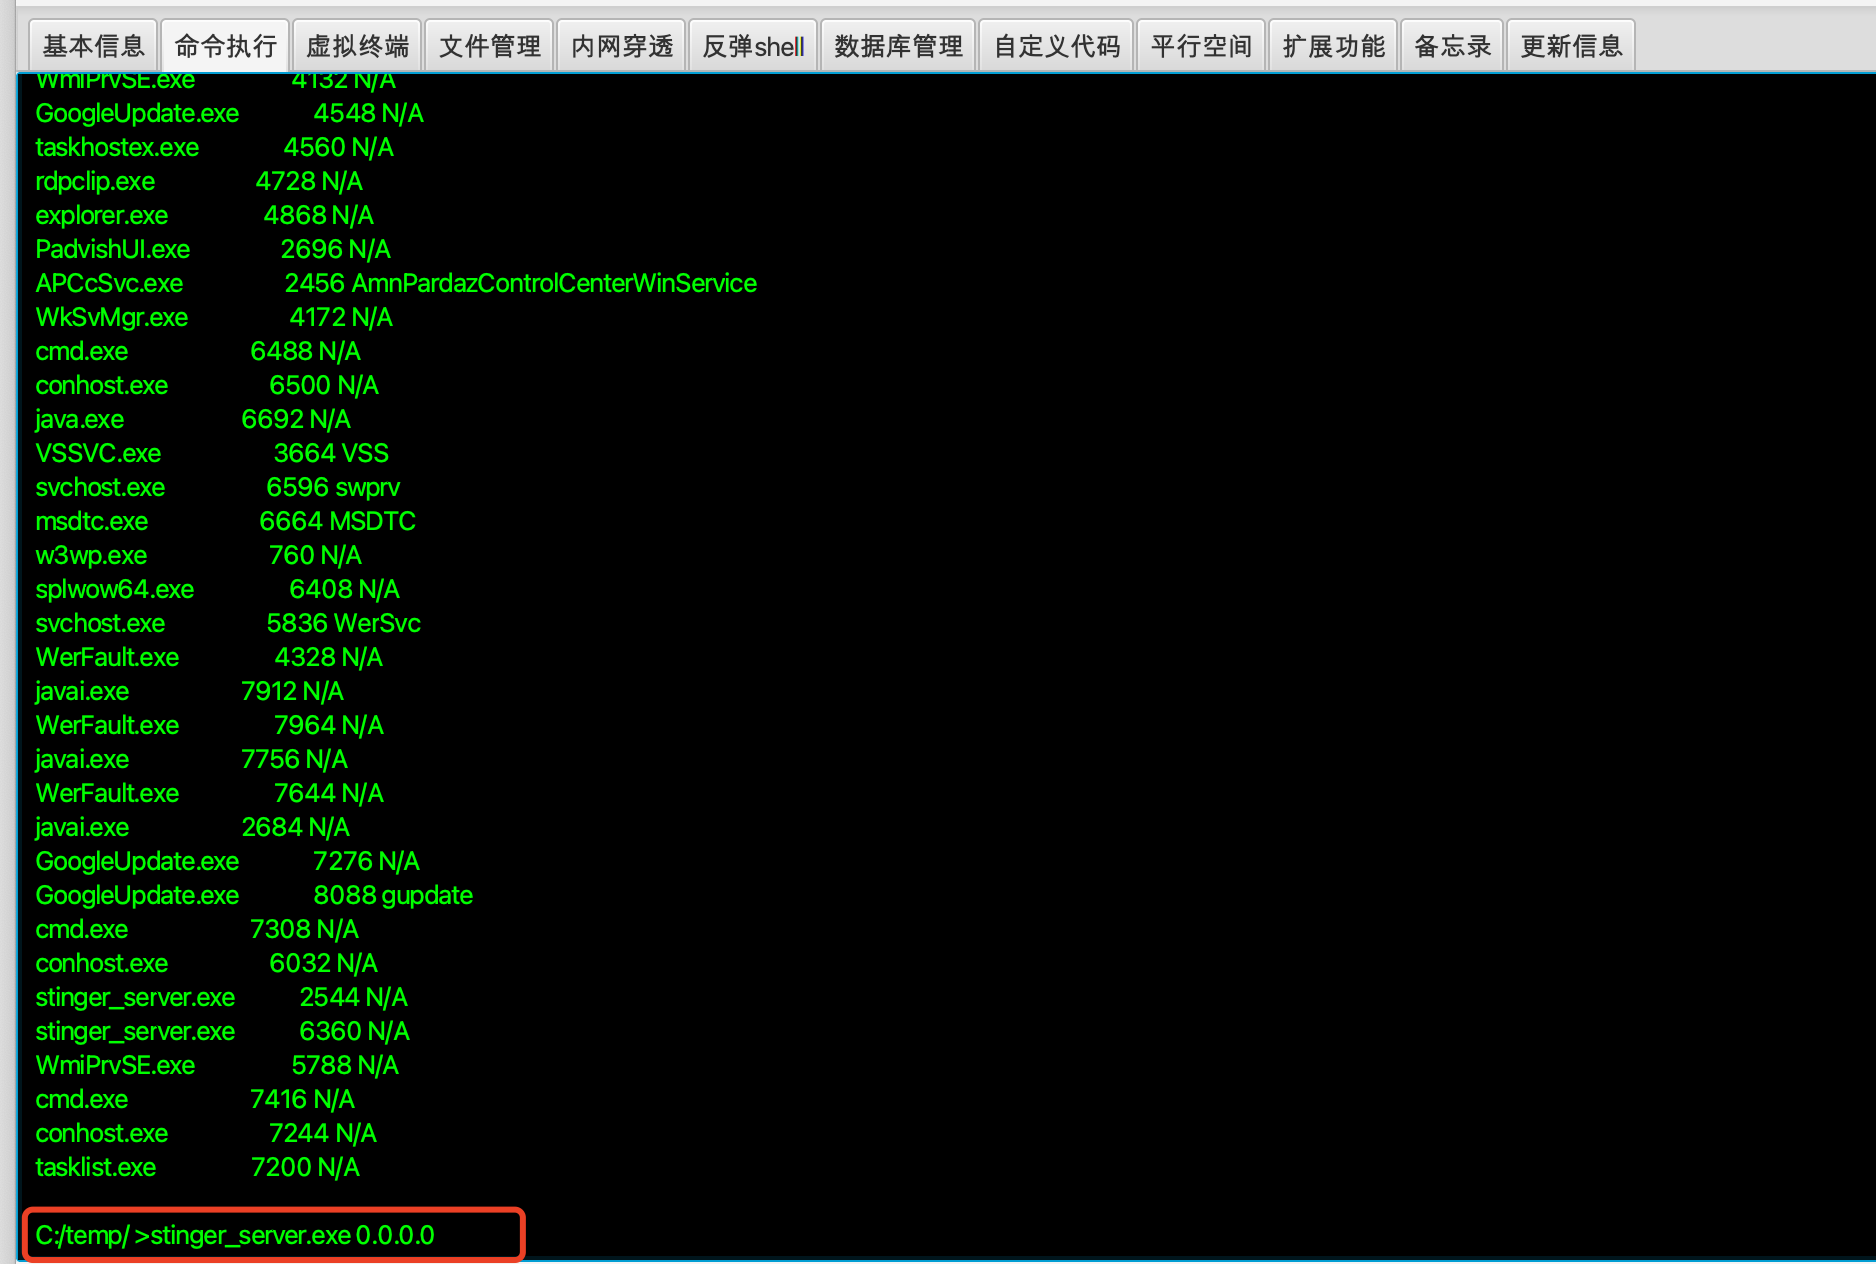 基本信息 命令执行 虚拟终端 文件管理 内网穿透 反弹shell 数据库管理 自定义代码 平行空间 扩展功能 备忘录 更新信息
WmiPrvSE.exe 4132 N/A
GoogleUpdate.exe 4548 N/A
taskhostex.exe 4560 N/A
rdpclip.exe 4728 N/A
explorer.exe 4868 N/A
PadvishUI.exe 2696 N/A
APCcSvc.exe 2456 AmnPardazControlCenterWinService
WkSvMgr.exe 4172 N/A
cmd.exe 6488 N/A
conhost.exe 6500 N/A
java.exe 6692 N/A
VSSVC.exe 3664 VSS
svchost.exe 6596 swprv
msdtc.exe 6664 MSDTC
w3wp.exe 760 N/A
splwow64.exe 6408 N/A
svchost.exe 5836 WerSvc
WerFault.exe 4328 N/A
javai.exe 7912 N/A
WerFault.exe 7964 N/A
javai.exe 7756 N/A
WerFault.exe 7644 N/A
javai.exe 2684 N/A
GoogleUpdate.exe 7276 N/A
GoogleUpdate.exe 8088 gupdate
cmd.exe 7308 N/A
conhost.exe 6032 N/A
stinger_server.exe 2544 N/A
stinger_server.exe 6360 N/A
WmiPrvSE.exe 5788 N/A
cmd.exe 7416 N/A
conhost.exe 7244 N/A
tasklist.exe 7200 N/A
C:/temp/ >stinger_server.exe 0.0.0.0